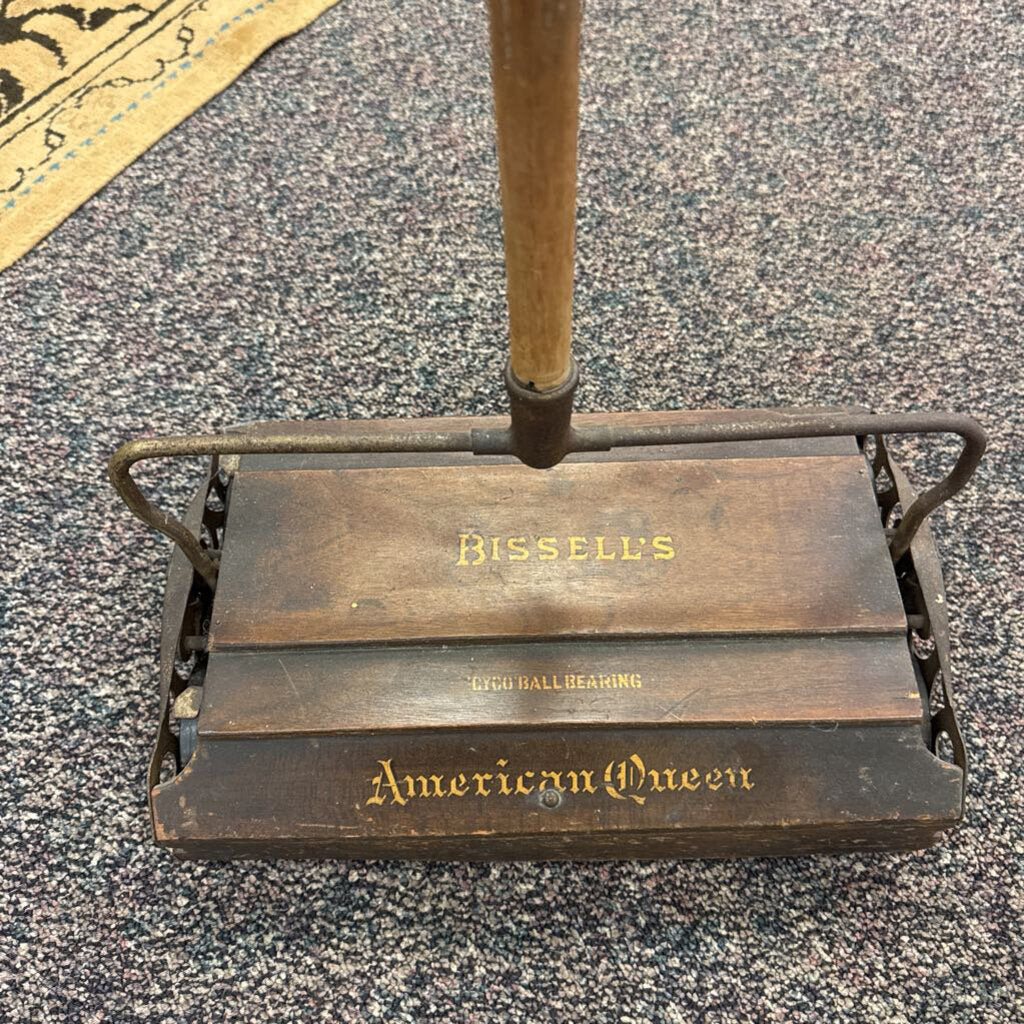 BISSELL'S
"CYCO" BALL BEARING
American Queen